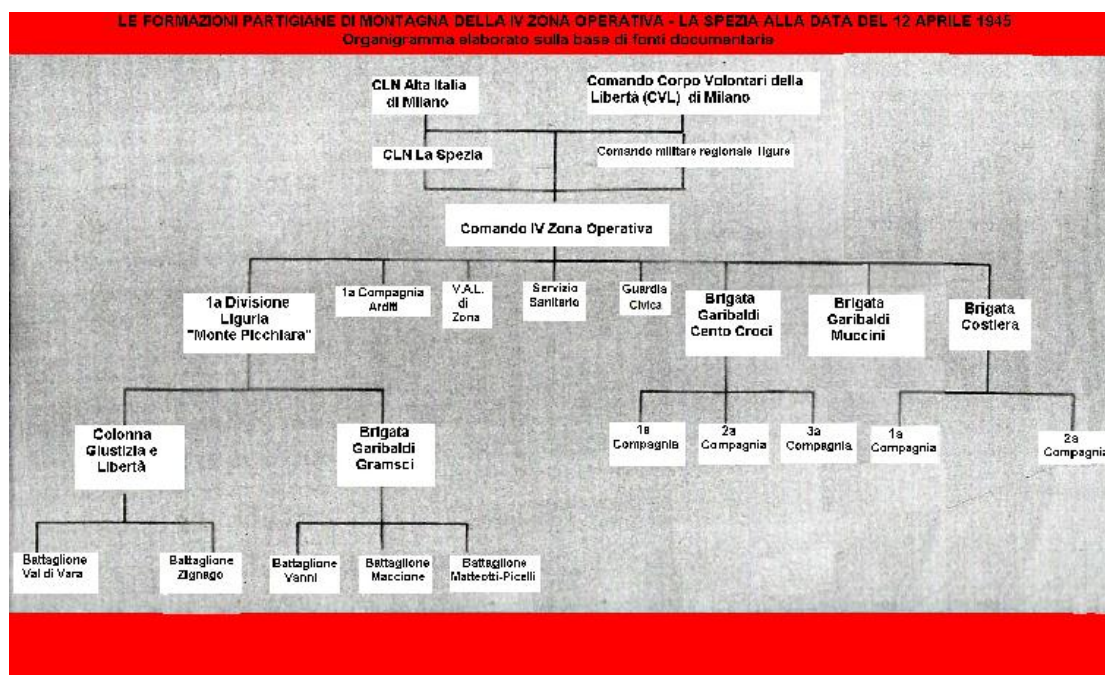 LE FORMAZIONI PARTIGIANE DI MONTAGNA DELLA IV ZONA OPERATIVA - LA SPEZIA ALLA DATA DEL 12 APRILE 1945
Organigramma elaborato sulla base di fonti documentarie
CLN Alta Italia
di Milano
Comando Corpo Volontari della
Libertà (CVL) di Milano
CLN La Spezia
Comando militare regionale ligure
Comando IV Zona Operativa
1a Divisione
Liguria
"Monte Picchiara"
1a Compagnia
Arditi
V.A.L.
di
Zona
Servizio
Sanitario
Guardia
Civica
Brigata
Garibaldi
Cento Croci
Brigata
Garibaldi
Muccini
Brigata
Costiera
Colonna
Giustizia e
Libertà
Brigata
Garibaldi
Gramsci
1a
Compagnia
2a
Compagnia
3a
Compagnia
1a
Compagnia
2a
Compagnia
Battaglione
Val di Vara
Battaglione
Zignago
Battaglione
Vanni
Battaglione
Maccione
Battaglione
Matteotti-Picelli